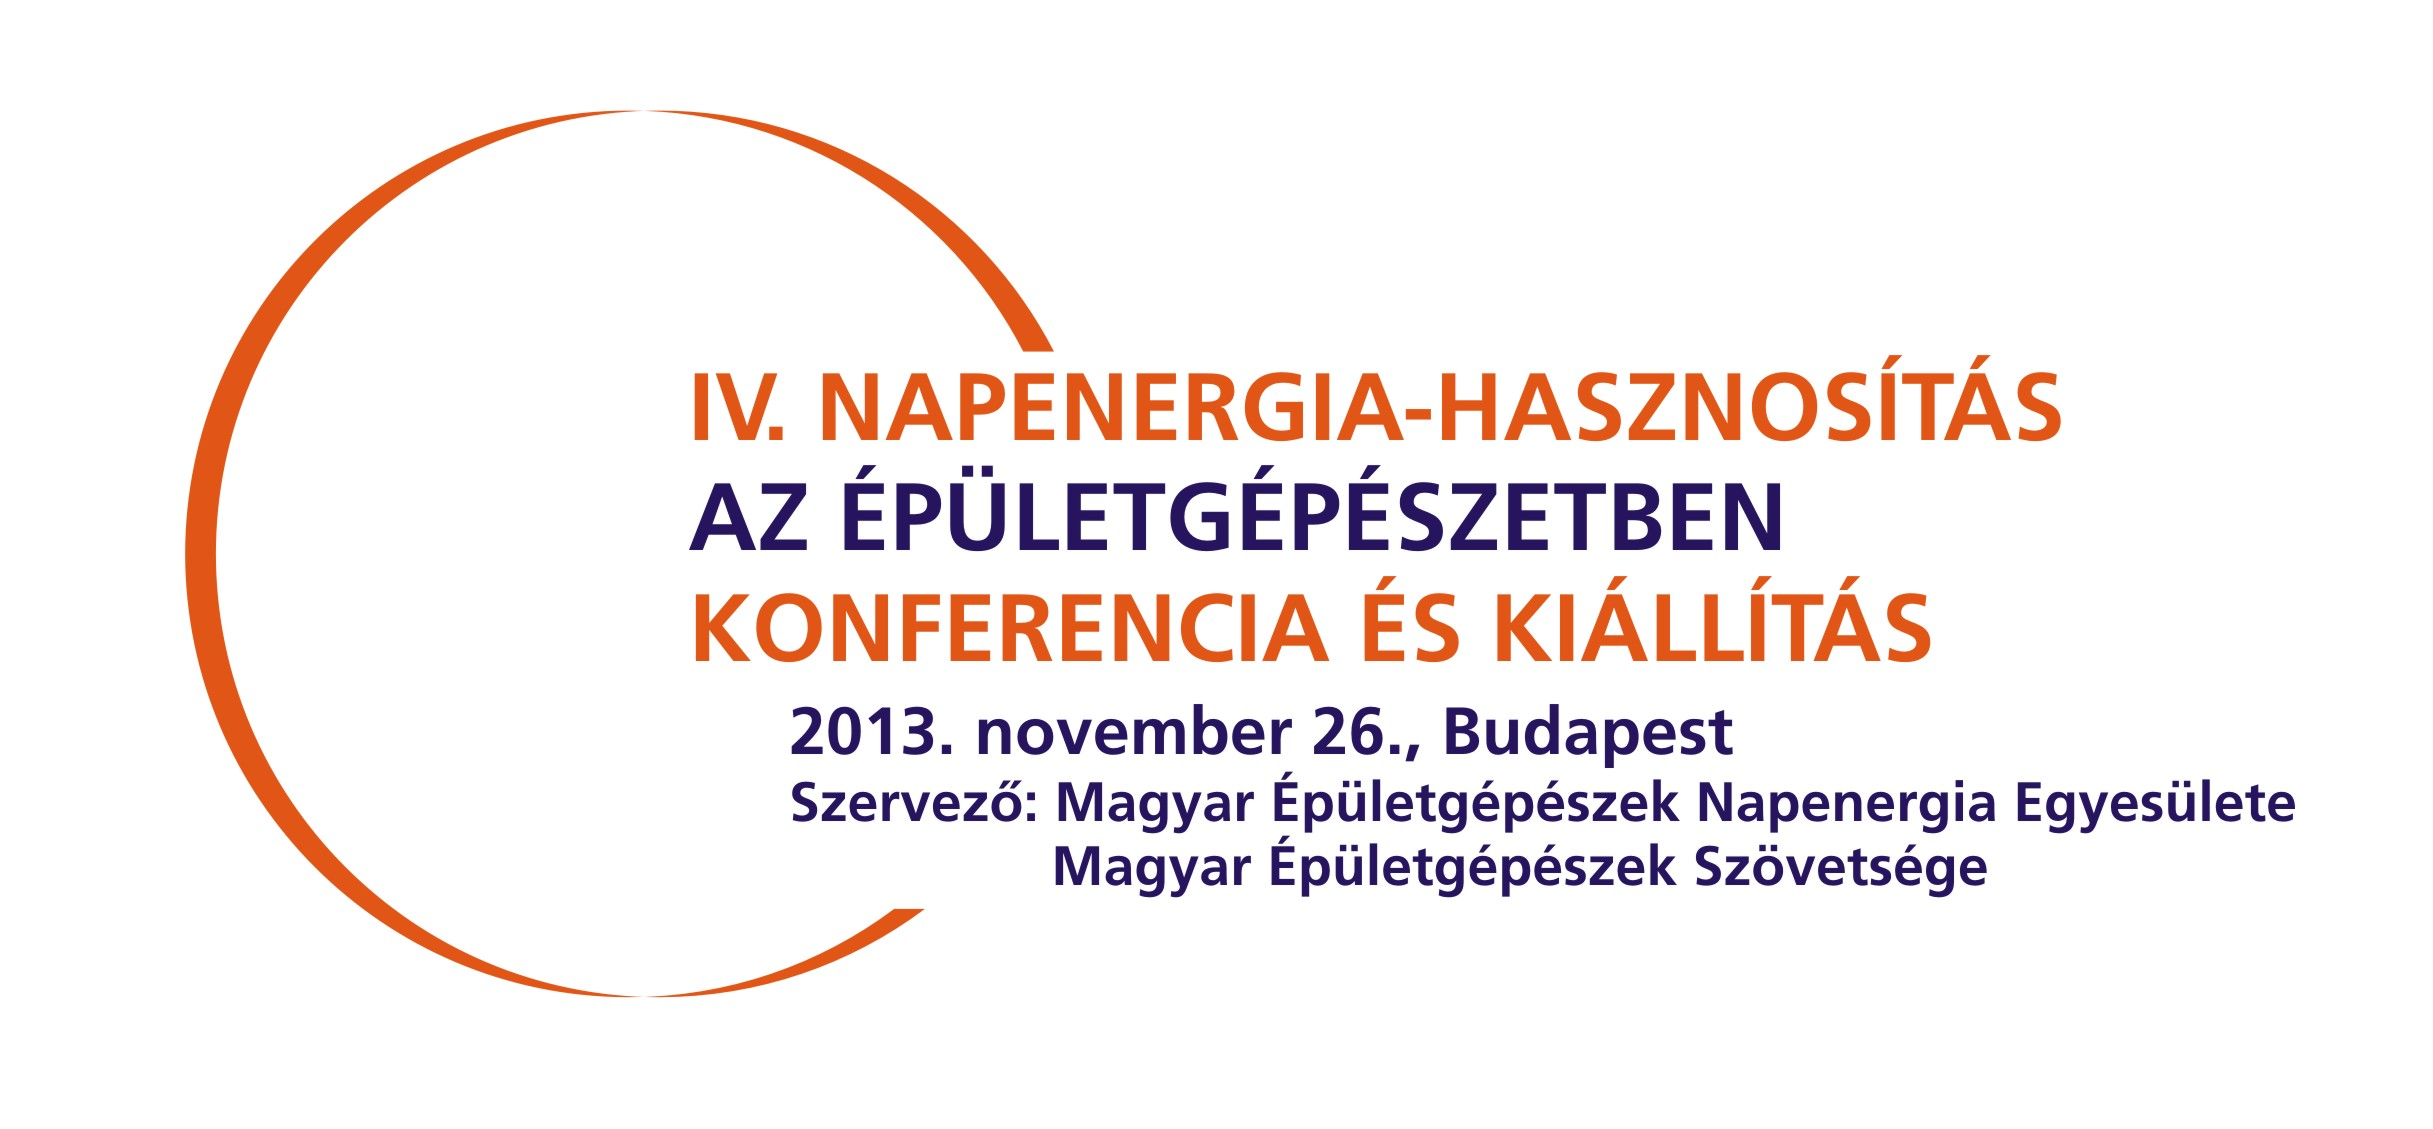 IV. NAPENERGIA-HASZNOSÍTÁS
AZ ÉPÜLETGÉPÉSZETBEN
KONFERENCIA ÉS KIÁLLÍTÁS
2013. november 26., Budapest
Szervező: Magyar Épületgépészek Napenergia Egyesülete
Magyar Épületgépészek Szövetsége